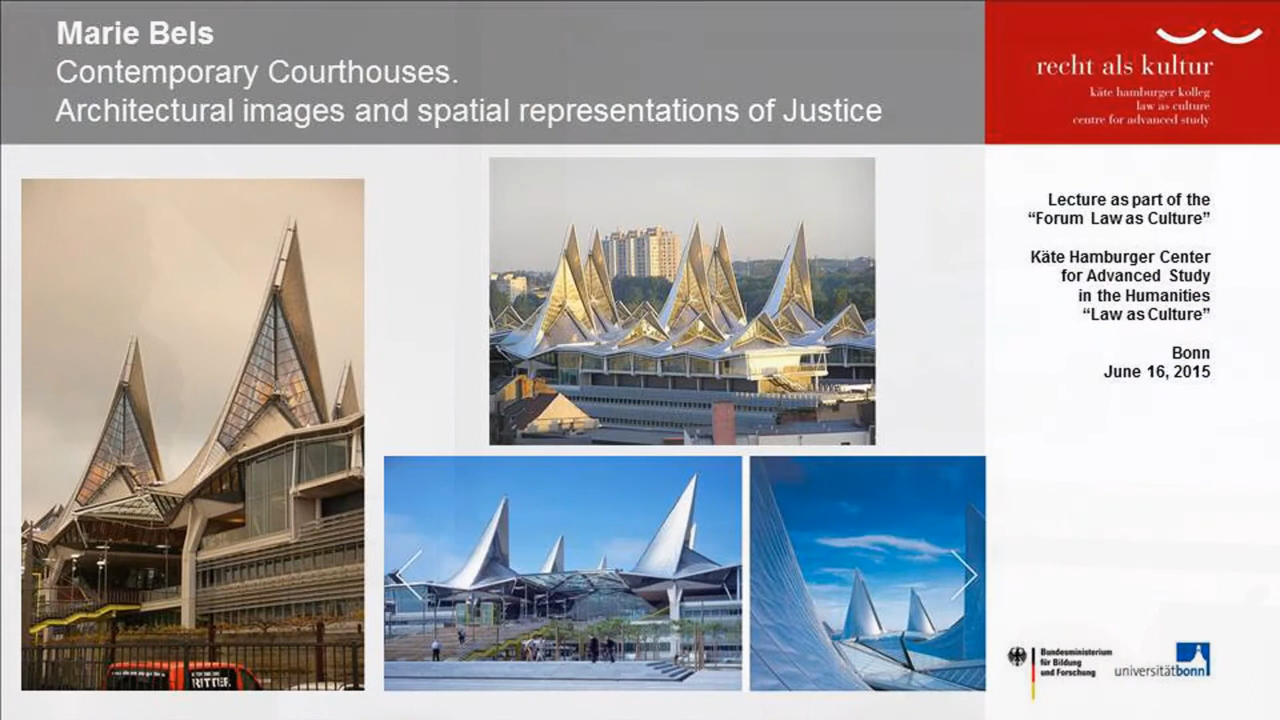 Marie Bels
Contemporary Courthouses.
Architectural images and spatial representations of Justice
recht als kultur
käte hamburger kolleg
law as culture
centre for advanced study
Lecture as part of the
“Forum Law as Culture”
Käte Hamburger Center
for Advanced Study
in the Humanities
“Law as Culture”
Bonn
June 16, 2015
RITTER
Bundesministerium
für Bildung
und Forschung
universitätbonn